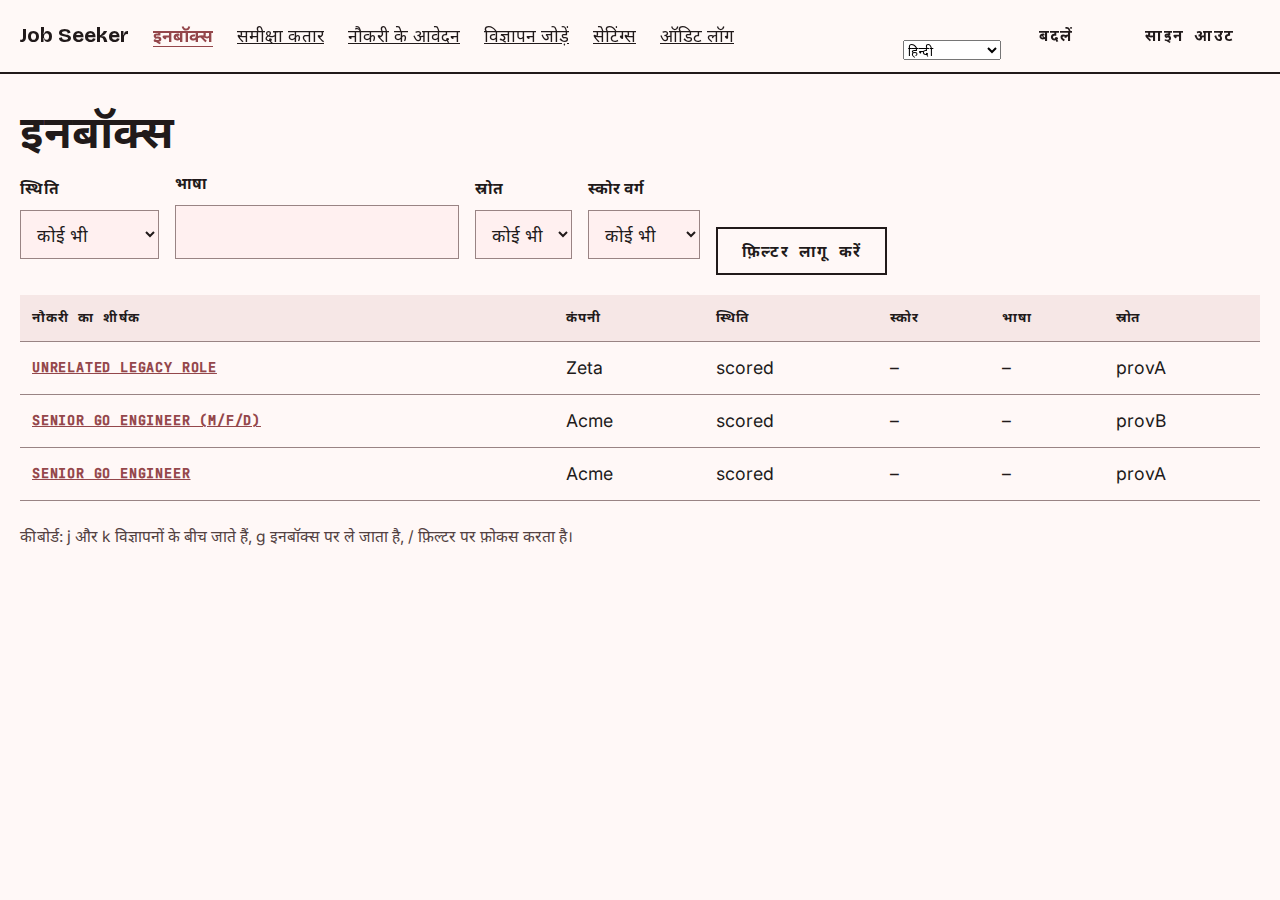 Job Seeker इनबॉक्स समीक्षा कतार नौकरी के आवेदन विज्ञापन जोड़ें सेटिंग्स ऑडिट लॉग हिन्दी बदलें साइन आउट
इनबॉक्स
स्थिति भाषा स्रोत स्कोर वर्ग
कोई भी कोई भी कोई भी फ़िल्टर लागू करें
नौकरी का शीर्षक कंपनी स्थिति स्कोर भाषा स्रोत
UNRELATED LEGACY ROLE Zeta scored – – provA
SENIOR GO ENGINEER (M/F/D) Acme scored – – provB
SENIOR GO ENGINEER Acme scored – – provA
कीबोर्ड: j और k विज्ञापनों के बीच जाते हैं, g इनबॉक्स पर ले जाता है, / फ़िल्टर पर फ़ोकस करता है।